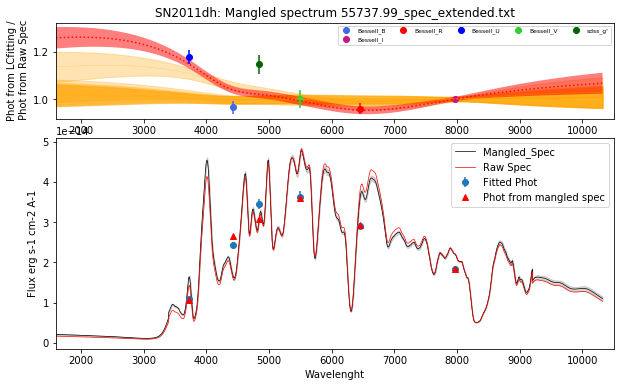 SN2011dh: Mangled spectrum 55737.99_spec_extended.txt
Phot from LCfitting /
Phot from Raw Spec
1.2
1.0
Bessell_B
Bessell_R
Bessell_U
Bessell_V
sdss_g'
Bessell_I
2000 3000 4000 5000 6000 7000 8000 9000 10000
Flux erg s-1 cm-2 A-1
5
4
3
2
1
0
Mangled_Spec
Raw Spec
Fitted Phot
Phot from mangled spec
2000 3000 4000 5000 6000 7000 8000 9000 10000
Wavelenght